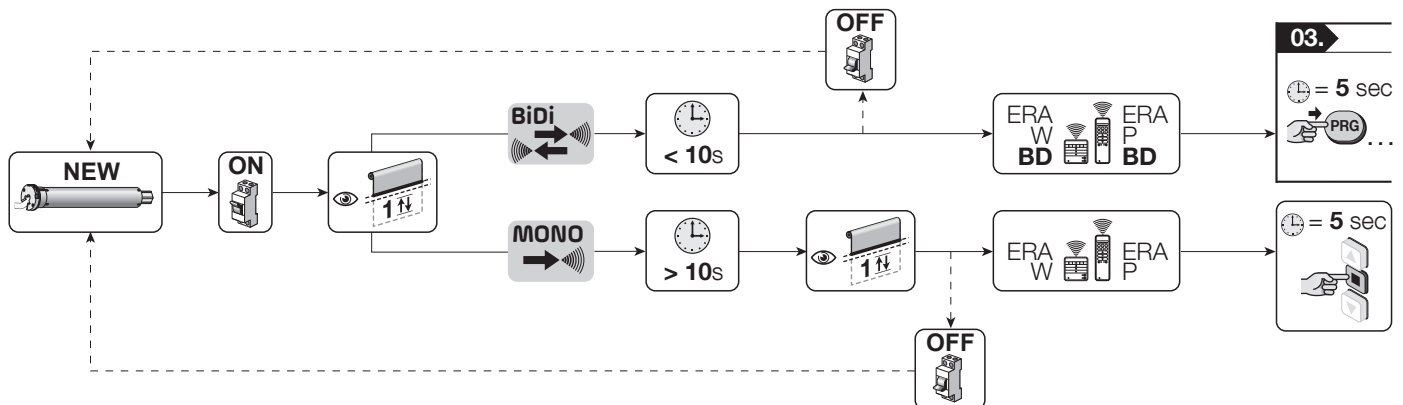 OFF
03.
= 5 sec
PRG ...
BiDi
< 10s
ERA
W
BD
ERA
P
BD
NEW
ON
1
MONO
> 10s
1
ERA
W
ERA
P
= 5 sec
OFF